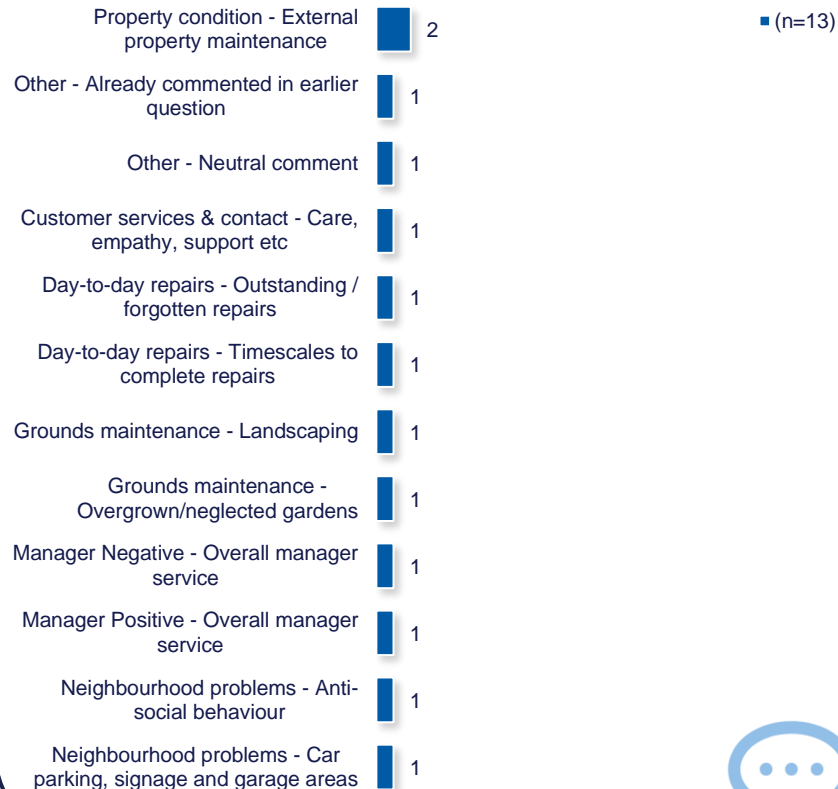 Property condition - External
property maintenance
2
(n=13)
Other - Already commented in earlier
question
1
Other - Neutral comment
1
Customer services & contact - Care,
empathy, support etc
1
Day-to-day repairs - Outstanding /
forgotten repairs
1
Day-to-day repairs - Timescales to
complete repairs
1
Grounds maintenance - Landscaping
1
Grounds maintenance -
Overgrown/neglected gardens
1
Manager Negative - Overall manager
service
1
Manager Positive - Overall manager
service
1
Neighbourhood problems - Anti-
social behaviour
1
Neighbourhood problems - Car
parking, signage and garage areas
1